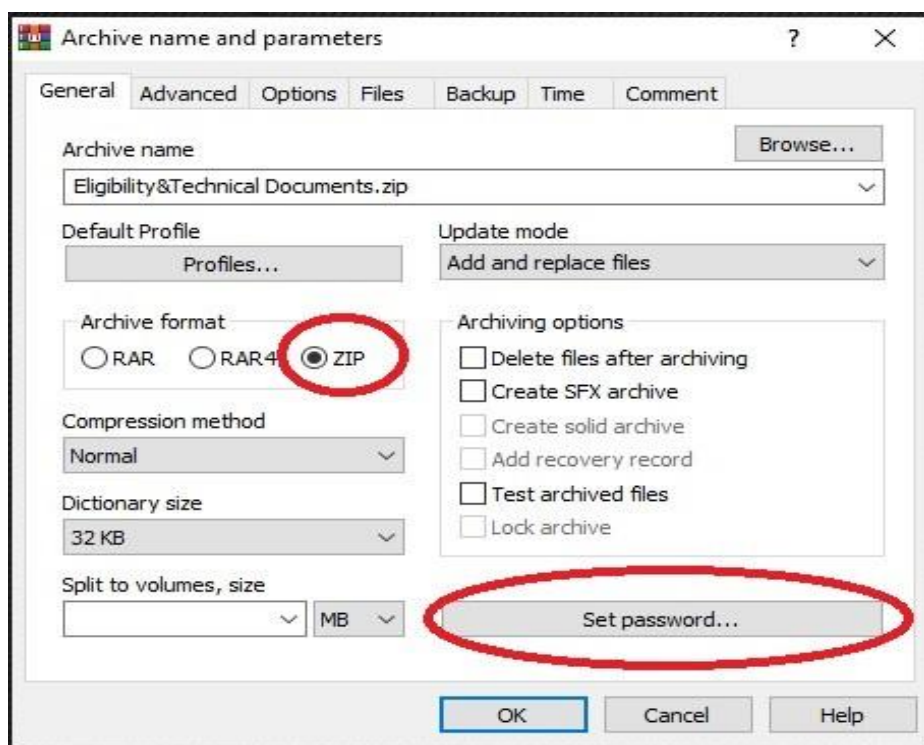 Archive name and parameters ? X
General Advanced Options Files Backup Time Comment
Archive name Browse...
Eligibility&Technical Documents.zip
Default Profile
Profiles...
Update mode
Add and replace files
Archive format
RAR RAR4 ZIP
Compression method
Normal
Dictionary size
32 KB
Split to volumes, size
MB
Archiving options
Delete files after archiving
Create SFX archive
Create solid archive
Add recovery record
Test archived files
Lock archive
Set password...
OK Cancel Help